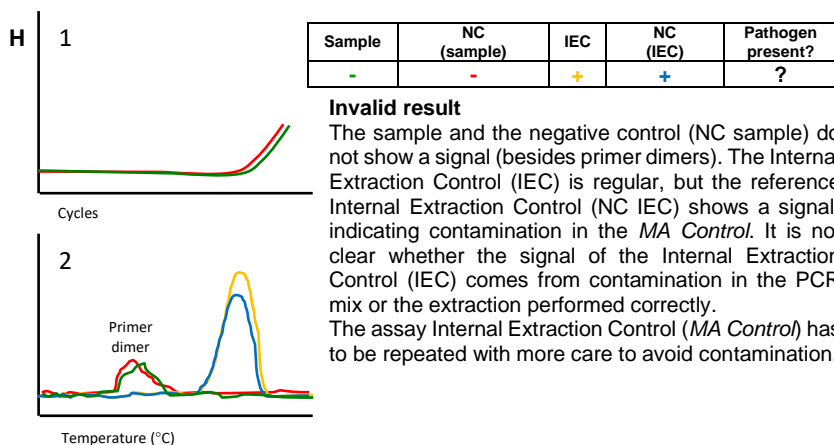 H
1
Cycles
2
Primer
dimer
Temperature (°C)
Sample NC (sample) IEC NC (IEC) Pathogen present?
- - + + ?
Invalid result
The sample and the negative control (NC sample) do
not show a signal (besides primer dimers). The Interna
Extraction Control (IEC) is regular, but the reference
Internal Extraction Control (NC IEC) shows a signal
indicating contamination in the MA Control. It is no
clear whether the signal of the Internal Extraction
Control (IEC) comes from contamination in the PCR
mix or the extraction performed correctly.
The assay Internal Extraction Control (MA Control) has
to be repeated with more care to avoid contamination.